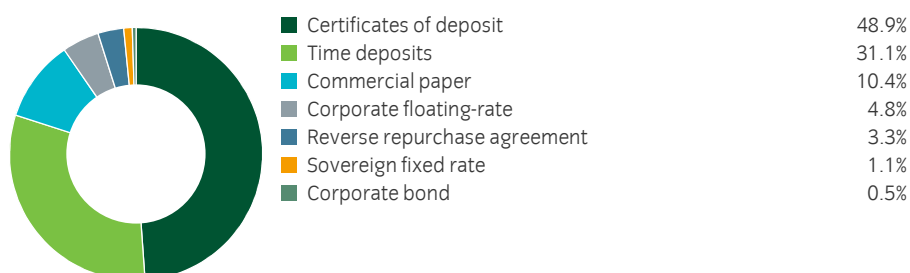 Certificates of deposit 48.9%
Time deposits 31.1%
Commercial paper 10.4%
Corporate floating-rate 4.8%
Reverse repurchase agreement 3.3%
Sovereign fixed rate 1.1%
Corporate bond 0.5%